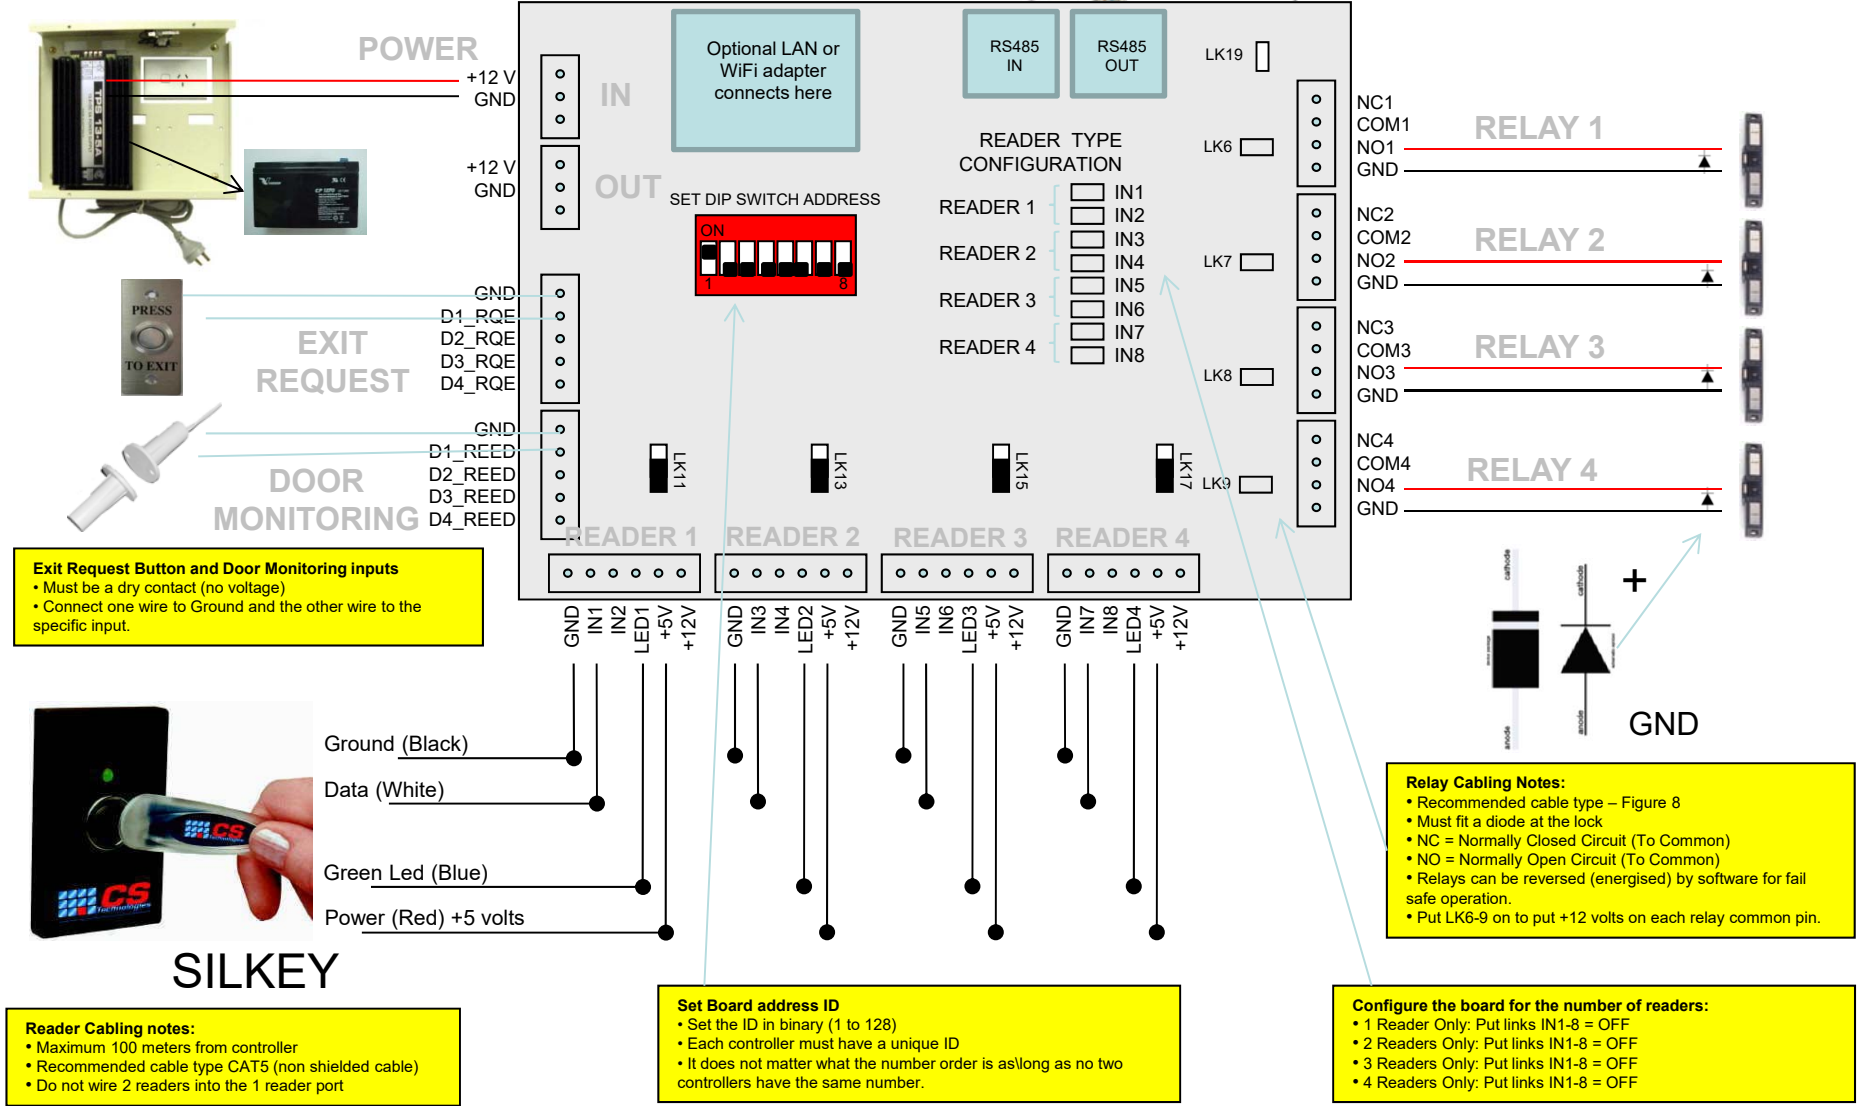 POWER
+12 V
GND
IN
+12 V
GND
OUT
TPS 13-5A
CP 1270
Optional LAN or
WiFi adapter
connects here
RS485
IN
RS485
OUT
LK19
READER TYPE
CONFIGURATION
SET DIP SWITCH ADDRESS
ON
1 8
READER 1
READER 2
READER 3
READER 4
IN1
IN2
IN3
IN4
IN5
IN6
IN7
IN8
LK6
LK7
LK8
LK9
NC1
COM1
NO1
GND
RELAY 1
NC2
COM2
NO2
GND
RELAY 2
NC3
COM3
NO3
GND
RELAY 3
NC4
COM4
NO4
GND
RELAY 4
PRESS
TO EXIT
EXIT
REQUEST
GND
D1_RQE
D2_RQE
D3_RQE
D4_RQE
DOOR
MONITORING
GND
D1_REED
D2_REED
D3_REED
D4_REED
LK11
LK13
LK15
LK17
READER 1
READER 2
READER 3
READER 4
GND
IN1
IN2
LED1
+5V
+12V
GND
IN3
IN4
LED2
+5V
+12V
GND
IN5
IN6
LED3
+5V
+12V
GND
IN7
IN8
LED4
+5V
+12V
Exit Request Button and Door Monitoring inputs
• Must be a dry contact (no voltage)
• Connect one wire to Ground and the other wire to the
specific input.
Ground (Black)
Data (White)
Green Led (Blue)
Power (Red) +5 volts
CS
Technologies
CS
Technologies
SILKEY
cathode
anode
cathode
anode
+
GND
Relay Cabling Notes:
• Recommended cable type – Figure 8
• Must fit a diode at the lock
• NC = Normally Closed Circuit (To Common)
• NO = Normally Open Circuit (To Common)
• Relays can be reversed (energised) by software for fail
safe operation.
• Put LK6-9 on to put +12 volts on each relay common pin.
Reader Cabling notes:
• Maximum 100 meters from controller
• Recommended cable type CAT5 (non shielded cable)
• Do not wire 2 readers into the 1 reader port
Set Board address ID
• Set the ID in binary (1 to 128)
• Each controller must have a unique ID
• It does not matter what the number order is as\long as no two
controllers have the same number.
Configure the board for the number of readers:
• 1 Reader Only: Put links IN1-8 = OFF
• 2 Readers Only: Put links IN1-8 = OFF
• 3 Readers Only: Put links IN1-8 = OFF
• 4 Readers Only: Put links IN1-8 = OFF